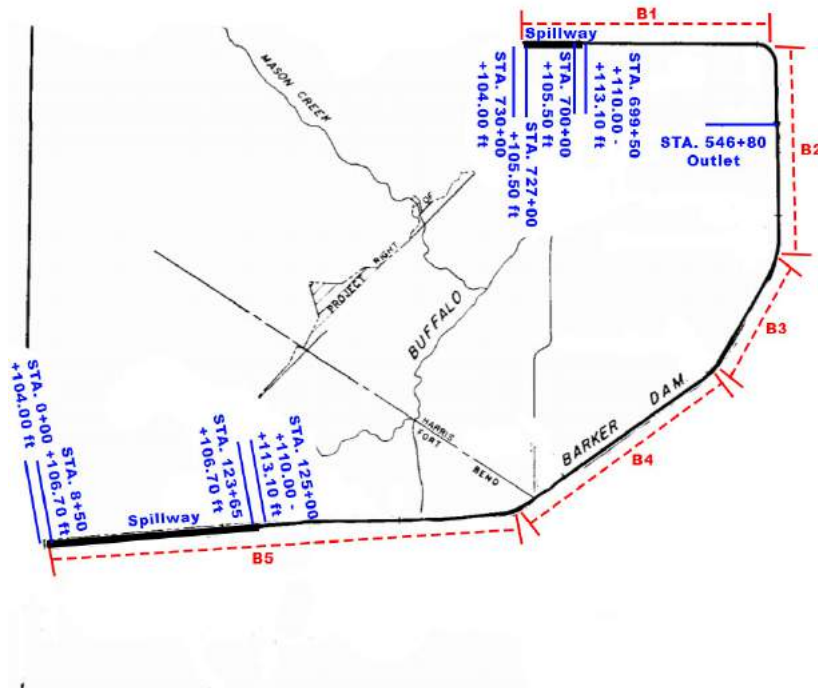 B1
Spillway
STA. 730+00
+104.00 ft
STA. 727+00
+105.50 ft
STA. 700+00
+105.50 ft
STA. 699+50
+110.00 -
+113.10 ft
MASON CREEK
STA. 546+80
Outlet
B2
PROJECT RIGHT OF
BUFFALO
B3
HARRIS
FORT BEND
BARKER DAM
B4
STA. 0+00
+104.00 ft
STA. 8+50
+106.70 ft
Spillway
STA. 123+65
+106.70 ft
STA. 125+00
+110.00 -
+113.10 ft
B5